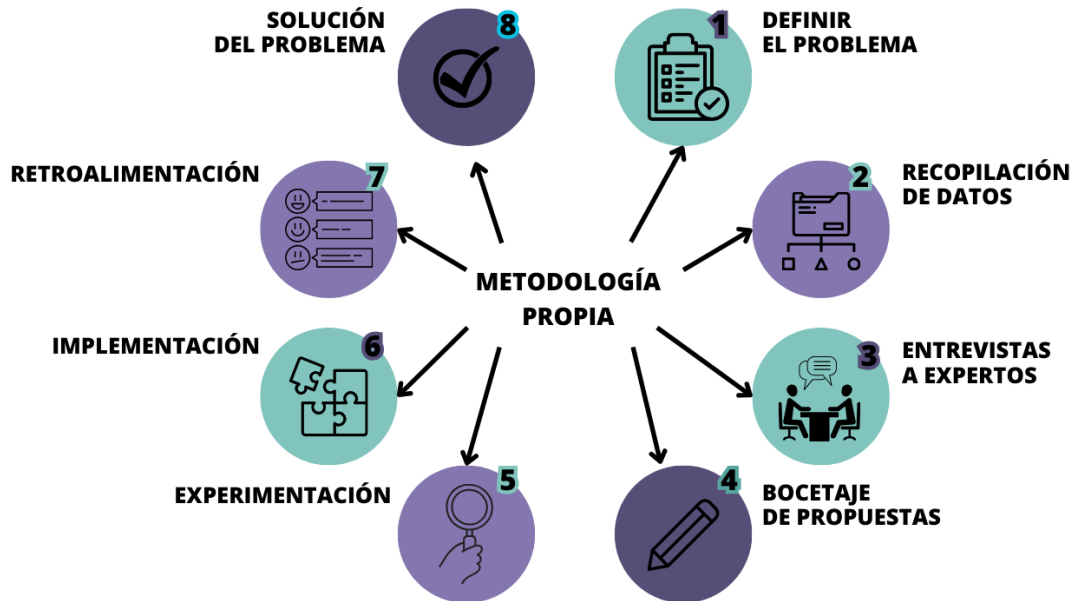 METODOLOGÍA
PROPIA
1
DEFINIR
EL PROBLEMA
2
RECOPILACIÓN
DE DATOS
3
ENTREVISTAS
A EXPERTOS
4
BOCETAJE
DE PROPUESTAS
5
EXPERIMENTACIÓN
6
IMPLEMENTACIÓN
7
RETROALIMENTACIÓN
8
SOLUCIÓN
DEL PROBLEMA